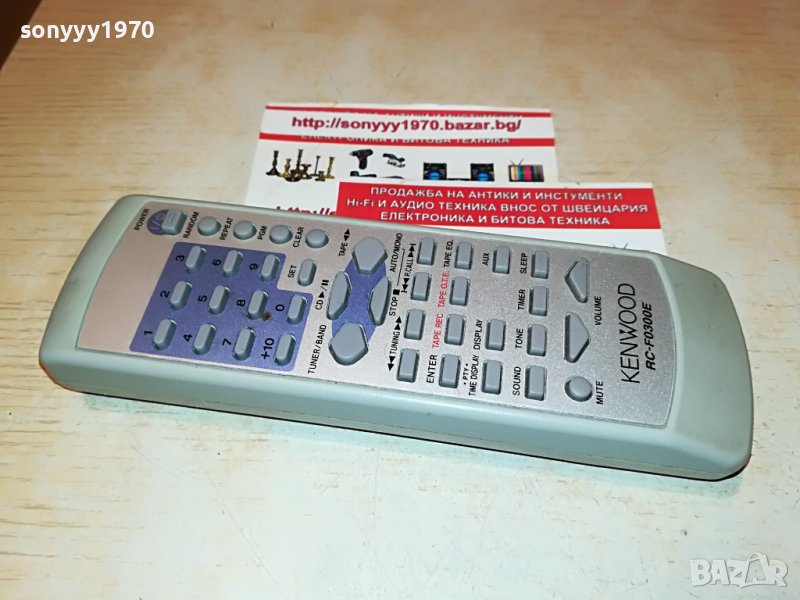 sonyyy1970
http://sonyyy1970.bazar.bg/
ЕЛЕКТРОНИКА И БИТОВА ТЕХНИКА
ПРОДАЖБА НА АНТИКИ И ИНСТУМЕНТИ
Hi-Fi И АУДИО ТЕХНИКА ВНОС ОТ ШВЕЙЦАРИЯ
ЕЛЕКТРОНИКА И БИТОВА ТЕХНИКА
POWER
RANDOM
REPEAT
PGM
CLEAR
TAPE ◄►
AUTO/MONO
|◄◄ P.CALL ►►|
TAPE EQ.
AUX
SLEEP
3
6
9
SET
2
5
8
0
CD ►/II
STOP ■
TAPE O.T.E.
TIMER
VOLUME
1
4
7
+10
TUNER/BAND
◄◄ TUNING ►►
TAPE REC
DISPLAY
TONE
ENTER
• PTY •
TIME DISPLAY
SOUND
MUTE
KENWOOD
RC-F0300E
BAZAR